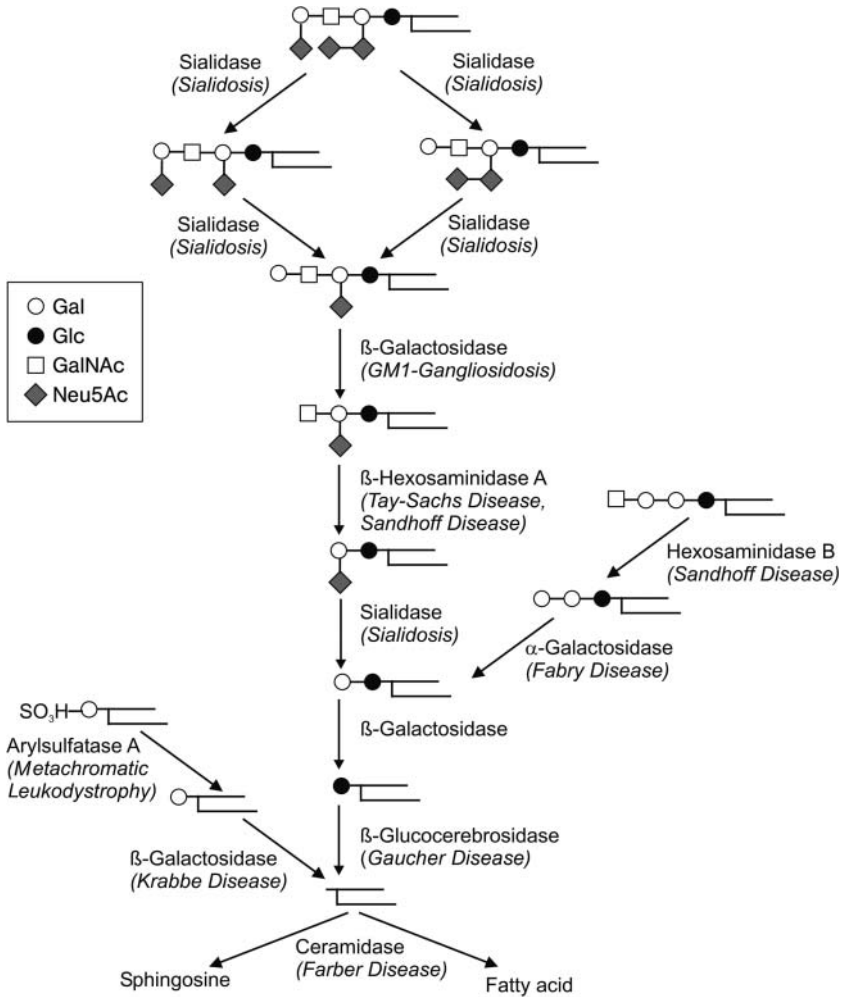 Sialidase
(Sialidosis)
Sialidase
(Sialidosis)
Sialidase
(Sialidosis)
Sialidase
(Sialidosis)
Gal
Glc
GalNAc
Neu5Ac
ß-Galactosidase
(GM1-Gangliosidosis)
ß-Hexosaminidase A
(Tay-Sachs Disease,
Sandhoff Disease)
Hexosaminidase B
(Sandhoff Disease)
Sialidase
(Sialidosis)
α-Galactosidase
(Fabry Disease)
SO₃H
ß-Galactosidase
Arylsulfatase A
(Metachromatic
Leukodystrophy)
ß-Glucocerebrosidase
(Gaucher Disease)
ß-Galactosidase
(Krabbe Disease)
Ceramidase
(Farber Disease)
Sphingosine
Fatty acid